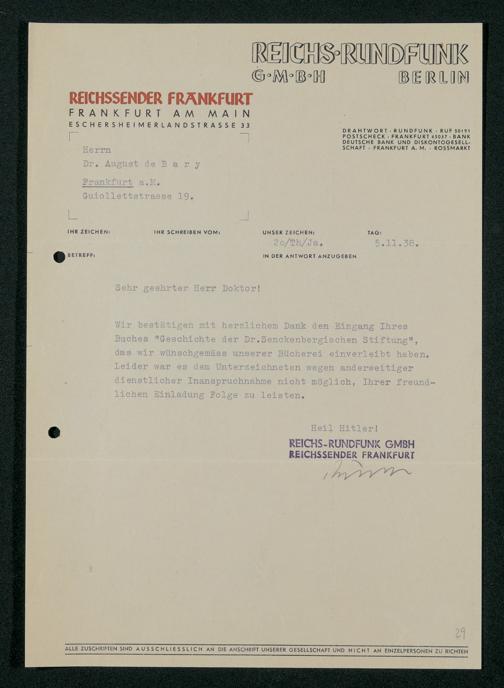 REICHS-RUNDFUNK
G·M·B·H BERLIN
REICHSSENDER FRANKFURT
FRANKFURT AM MAIN
ESCHERSHEIMERLANDSTRASSE 33
DRAHTWORT · RUNDFUNK · RUF 50191
POSTSCHECK · FRANKFURT 45037 · BANK
DEUTSCHE BANK UND DISKONTOGESELL-
SCHAFT · FRANKFURT A. M. · ROSSMARKT
Herrn
Dr. August de B a r y
Frankfurt a.M.
Guiollettstrasse 19.
IHR ZEICHEN: IHR SCHREIBEN VOM: UNSER ZEICHEN: TAG:
2c/Th/Ja. 5.11.38.
BETREFF: IN DER ANTWORT ANZUGEBEN
Sehr geehrter Herr Doktor!
Wir bestätigen mit herzlichem Dank den Eingang Ihres
Buches "Geschichte der Dr.Senckenbergischen Stiftung",
das wir wünschgemäss unserer Bücherei einverleibt haben.
Leider war es dem Unterzeichneten wegen anderweitiger
dienstlicher Inanspruchnahme nicht möglich, Ihrer freund-
lichen Einladung Folge zu leisten.
Heil Hitler!
REICHS-RUNDFUNK GMBH
REICHSSENDER FRANKFURT
29
ALLE ZUSCHRIFTEN SIND AUSSCHLIESSLICH AN DIE ANSCHRIFT UNSERER GESELLSCHAFT UND NICHT AN EINZELPERSONEN ZU RICHTEN